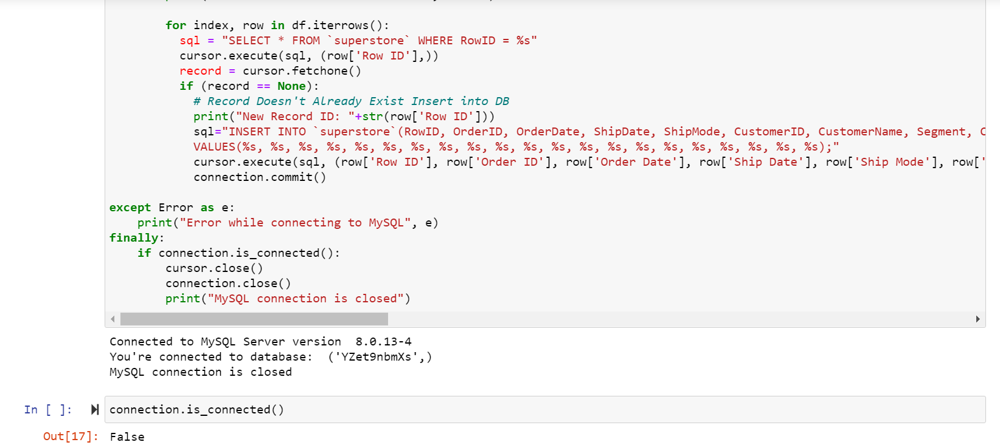 for index, row in df.iterrows():
sql = "SELECT * FROM `superstore` WHERE RowID = %s"
cursor.execute(sql, (row['Row ID'],))
record = cursor.fetchone()
if (record == None):
# Record Doesn't Already Exist Insert into DB
print("New Record ID: "+str(row['Row ID']))
sql="INSERT INTO `superstore`(RowID, OrderID, OrderDate, ShipDate, ShipMode, CustomerID, CustomerName, Segment, C
VALUES(%s, %s, %s, %s, %s, %s, %s, %s, %s, %s, %s, %s, %s, %s, %s, %s, %s, %s, %s, %s, %s);"
cursor.execute(sql, (row['Row ID'], row['Order ID'], row['Order Date'], row['Ship Date'], row['Ship Mode'], row['
connection.commit()
except Error as e:
print("Error while connecting to MySQL", e)
finally:
if connection.is_connected():
cursor.close()
connection.close()
print("MySQL connection is closed")
Connected to MySQL Server version  8.0.13-4
You're connected to database:  ('YZet9nbmXs',)
MySQL connection is closed
In [ ]: connection.is_connected()
Out[17]: False